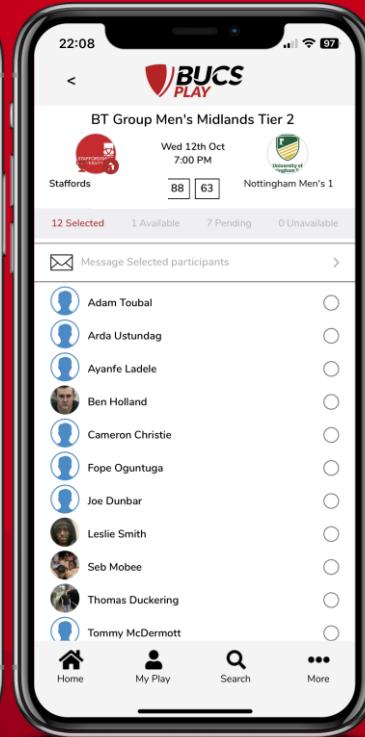 22:08
97
<
BUCS
PLAY
BT Group Men's Midlands Tier 2
Wed 12th Oct
7:00 PM
Staffords
88 63
Nottingham Men's 1
12 Selected 1 Available 7 Pending 0 Unavailable
Message Selected participants >
Adam Toubal
Arda Ustundag
Ayanfe Ladele
Ben Holland
Cameron Christie
Fope Oguntuga
Joe Dunbar
Leslie Smith
Seb Mobee
Thomas Duckering
Tommy McDermott
Home My Play Search More